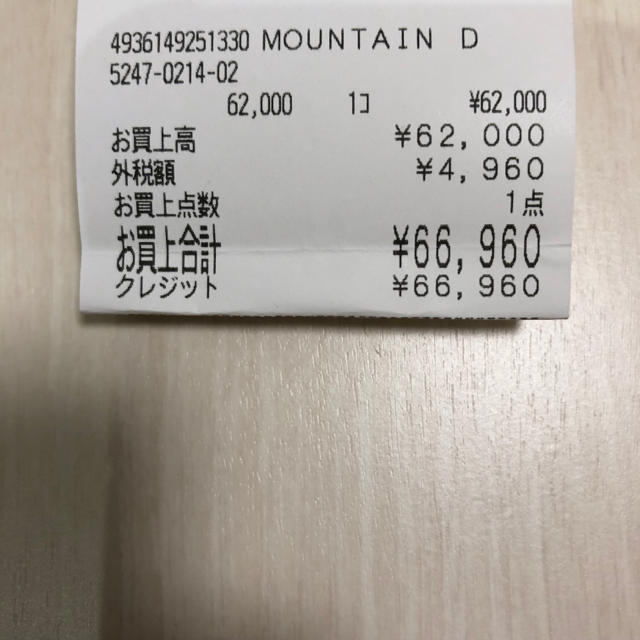 4936149251330 MOUNTAIN D
5247-0214-02
62,000 1コ ¥62,000
お買上高 ¥62,000
外税額 ¥4,960
お買上点数 1点
お買上合計 ¥66,960
クレジット ¥66,960